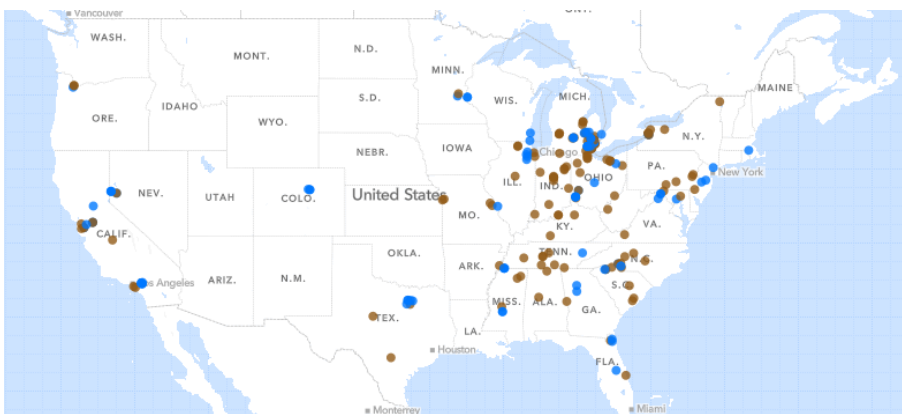 Vancouver
ONT.
WASH.
MONT.
N.D.
MINN.
MAINE
ORE.
IDAHO
S.D.
WIS.
MICH.
WYO.
N.Y.
NEBR.
IOWA
Chicago
PA.
New York
NEV.
UTAH
COLO.
United States
ILL.
IND.
OHIO
CALIF.
MO.
KY.
VA.
Los Angeles
ARIZ.
N.M.
OKLA.
ARK.
TENN.
N.C.
MISS.
ALA.
GA.
S.C.
TEX.
LA.
Houston
FLA.
Monterrey
Miami